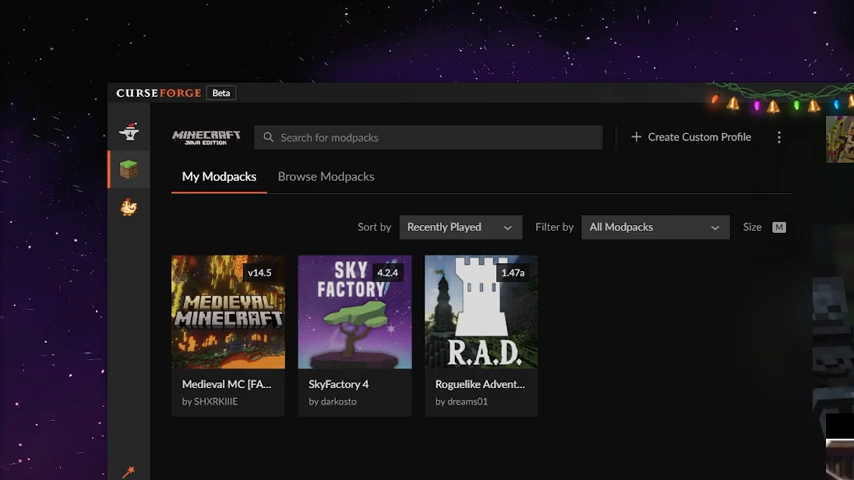 CURSEFORGE Beta
MINECRAFT
JAVA EDITION
Search for modpacks
Create Custom Profile
My Modpacks
Browse Modpacks
Sort by
Recently Played
Filter by
All Modpacks
Size
M
v14.5
MEDIEVAL
MINECRAFT
Medieval MC [FA...
by SHXRKIIIE
4.2.4
SKY
FACTORY
SkyFactory 4
by darkosto
1.47a
R.A.D.
Roguelike Advent...
by dreams01